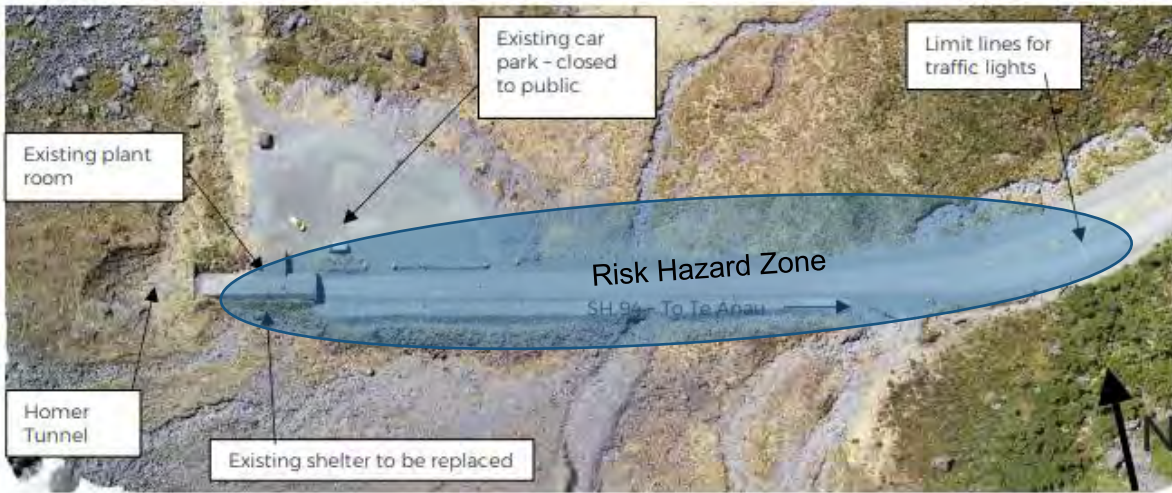 Existing car
park – closed
to public
Limit lines for
traffic lights
Existing plant
room
Risk Hazard Zone
SH 94 – To Te Anau
Homer
Tunnel
Existing shelter to be replaced
N